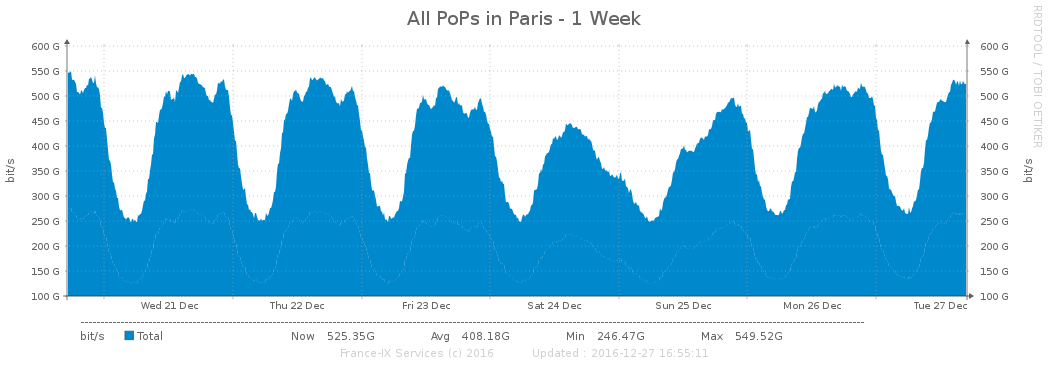 All PoPs in Paris - 1 Week
RRDTOOL / TOBI OETIKER
600 G 600 G
550 G 550 G
500 G 500 G
450 G 450 G
400 G 400 G
350 G 350 G
300 G 300 G
250 G 250 G
200 G 200 G
150 G 150 G
100 G 100 G
bit/s
bit/s
Wed 21 Dec Thu 22 Dec Fri 23 Dec Sat 24 Dec Sun 25 Dec Mon 26 Dec Tue 27 Dec
bit/s Total Now 525.35G Avg 408.18G Min 246.47G Max 549.52G
France-IX Services (c) 2016 Updated : 2016-12-27 16:55:11